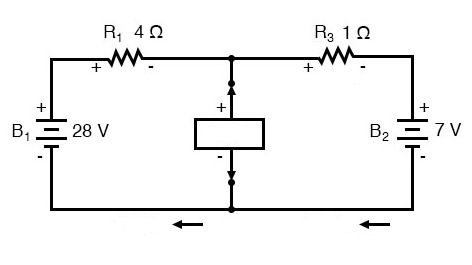 R₁ 4 Ω
R₃ 1 Ω
+ - + -
+ + +
B₁ 28 V
B₂ 7 V
- - -